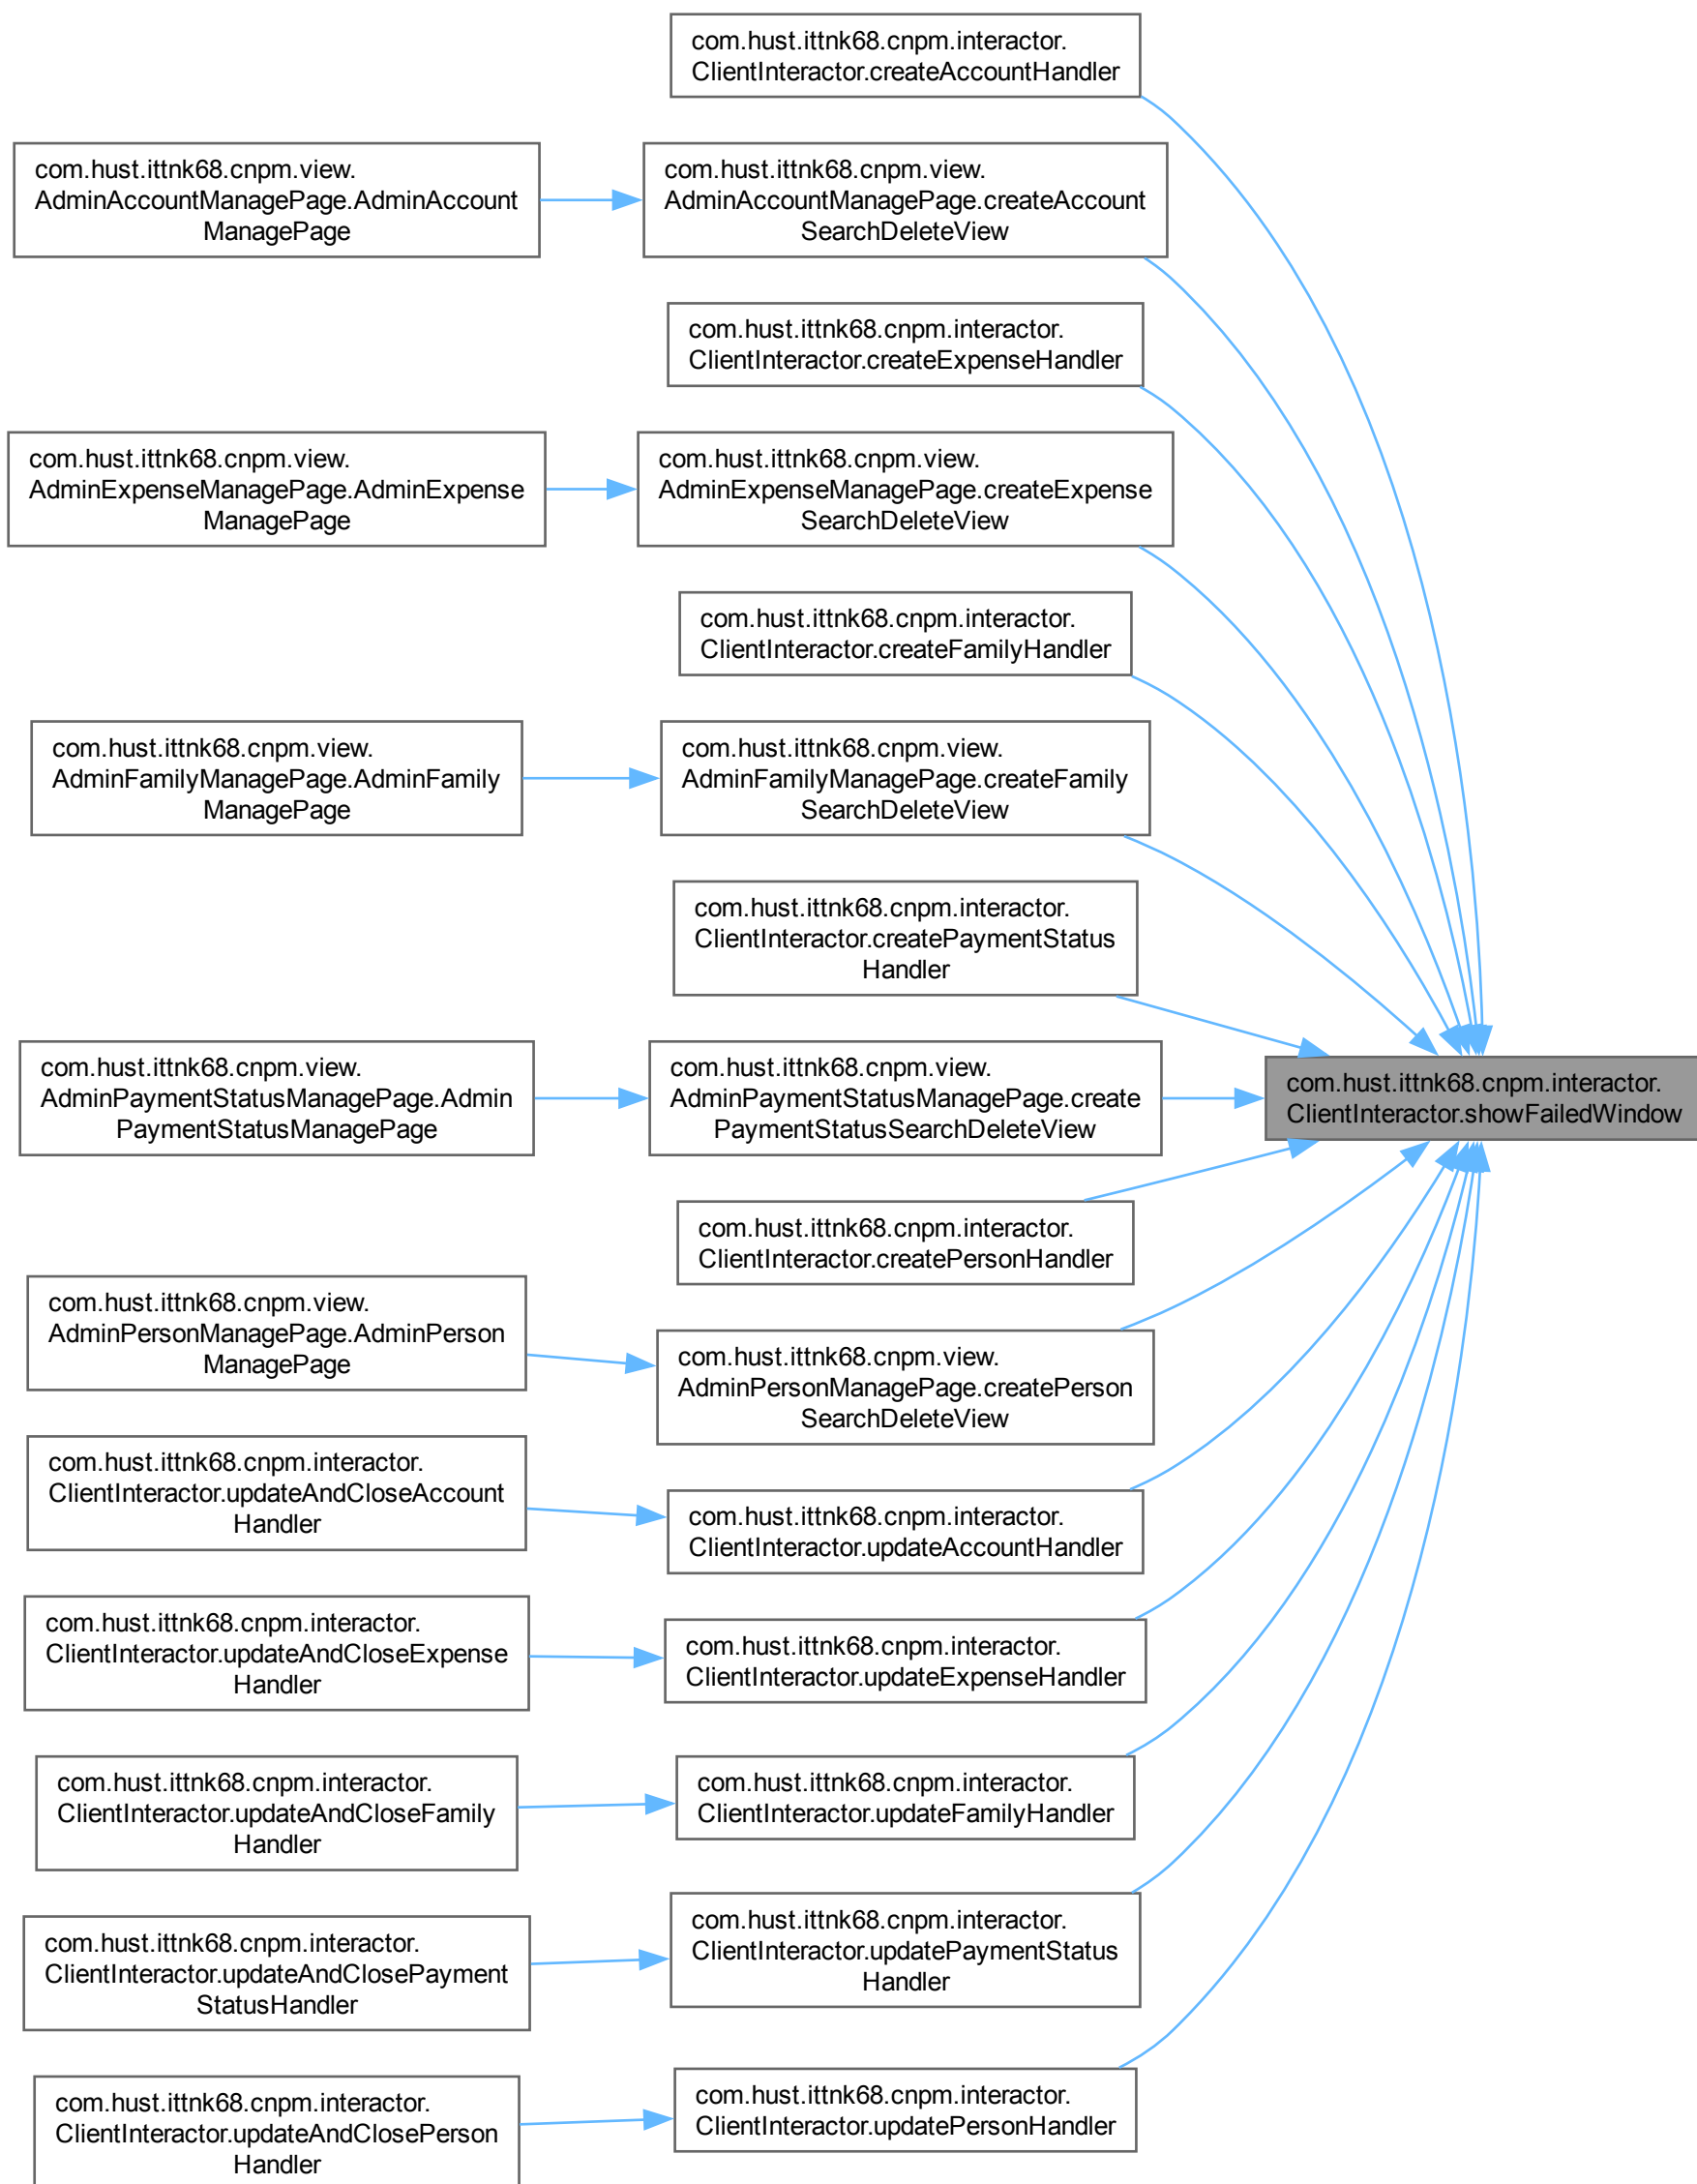 com.hust.ittnk68.cnpm.interactor.
ClientInteractor.createAccountHandler
com.hust.ittnk68.cnpm.view.
AdminAccountManagePage.AdminAccount
ManagePage
com.hust.ittnk68.cnpm.view.
AdminAccountManagePage.createAccount
SearchDeleteView
com.hust.ittnk68.cnpm.interactor.
ClientInteractor.createExpenseHandler
com.hust.ittnk68.cnpm.view.
AdminExpenseManagePage.AdminExpense
ManagePage
com.hust.ittnk68.cnpm.view.
AdminExpenseManagePage.createExpense
SearchDeleteView
com.hust.ittnk68.cnpm.interactor.
ClientInteractor.createFamilyHandler
com.hust.ittnk68.cnpm.view.
AdminFamilyManagePage.AdminFamily
ManagePage
com.hust.ittnk68.cnpm.view.
AdminFamilyManagePage.createFamily
SearchDeleteView
com.hust.ittnk68.cnpm.interactor.
ClientInteractor.createPaymentStatus
Handler
com.hust.ittnk68.cnpm.view.
AdminPaymentStatusManagePage.Admin
PaymentStatusManagePage
com.hust.ittnk68.cnpm.view.
AdminPaymentStatusManagePage.create
PaymentStatusSearchDeleteView
com.hust.ittnk68.cnpm.interactor.
ClientInteractor.showFailedWindow
com.hust.ittnk68.cnpm.interactor.
ClientInteractor.createPersonHandler
com.hust.ittnk68.cnpm.view.
AdminPersonManagePage.AdminPerson
ManagePage
com.hust.ittnk68.cnpm.view.
AdminPersonManagePage.createPerson
SearchDeleteView
com.hust.ittnk68.cnpm.interactor.
ClientInteractor.updateAndCloseAccount
Handler
com.hust.ittnk68.cnpm.interactor.
ClientInteractor.updateAccountHandler
com.hust.ittnk68.cnpm.interactor.
ClientInteractor.updateAndCloseExpense
Handler
com.hust.ittnk68.cnpm.interactor.
ClientInteractor.updateExpenseHandler
com.hust.ittnk68.cnpm.interactor.
ClientInteractor.updateAndCloseFamily
Handler
com.hust.ittnk68.cnpm.interactor.
ClientInteractor.updateFamilyHandler
com.hust.ittnk68.cnpm.interactor.
ClientInteractor.updateAndClosePayment
StatusHandler
com.hust.ittnk68.cnpm.interactor.
ClientInteractor.updatePaymentStatus
Handler
com.hust.ittnk68.cnpm.interactor.
ClientInteractor.updateAndClosePerson
Handler
com.hust.ittnk68.cnpm.interactor.
ClientInteractor.updatePersonHandler